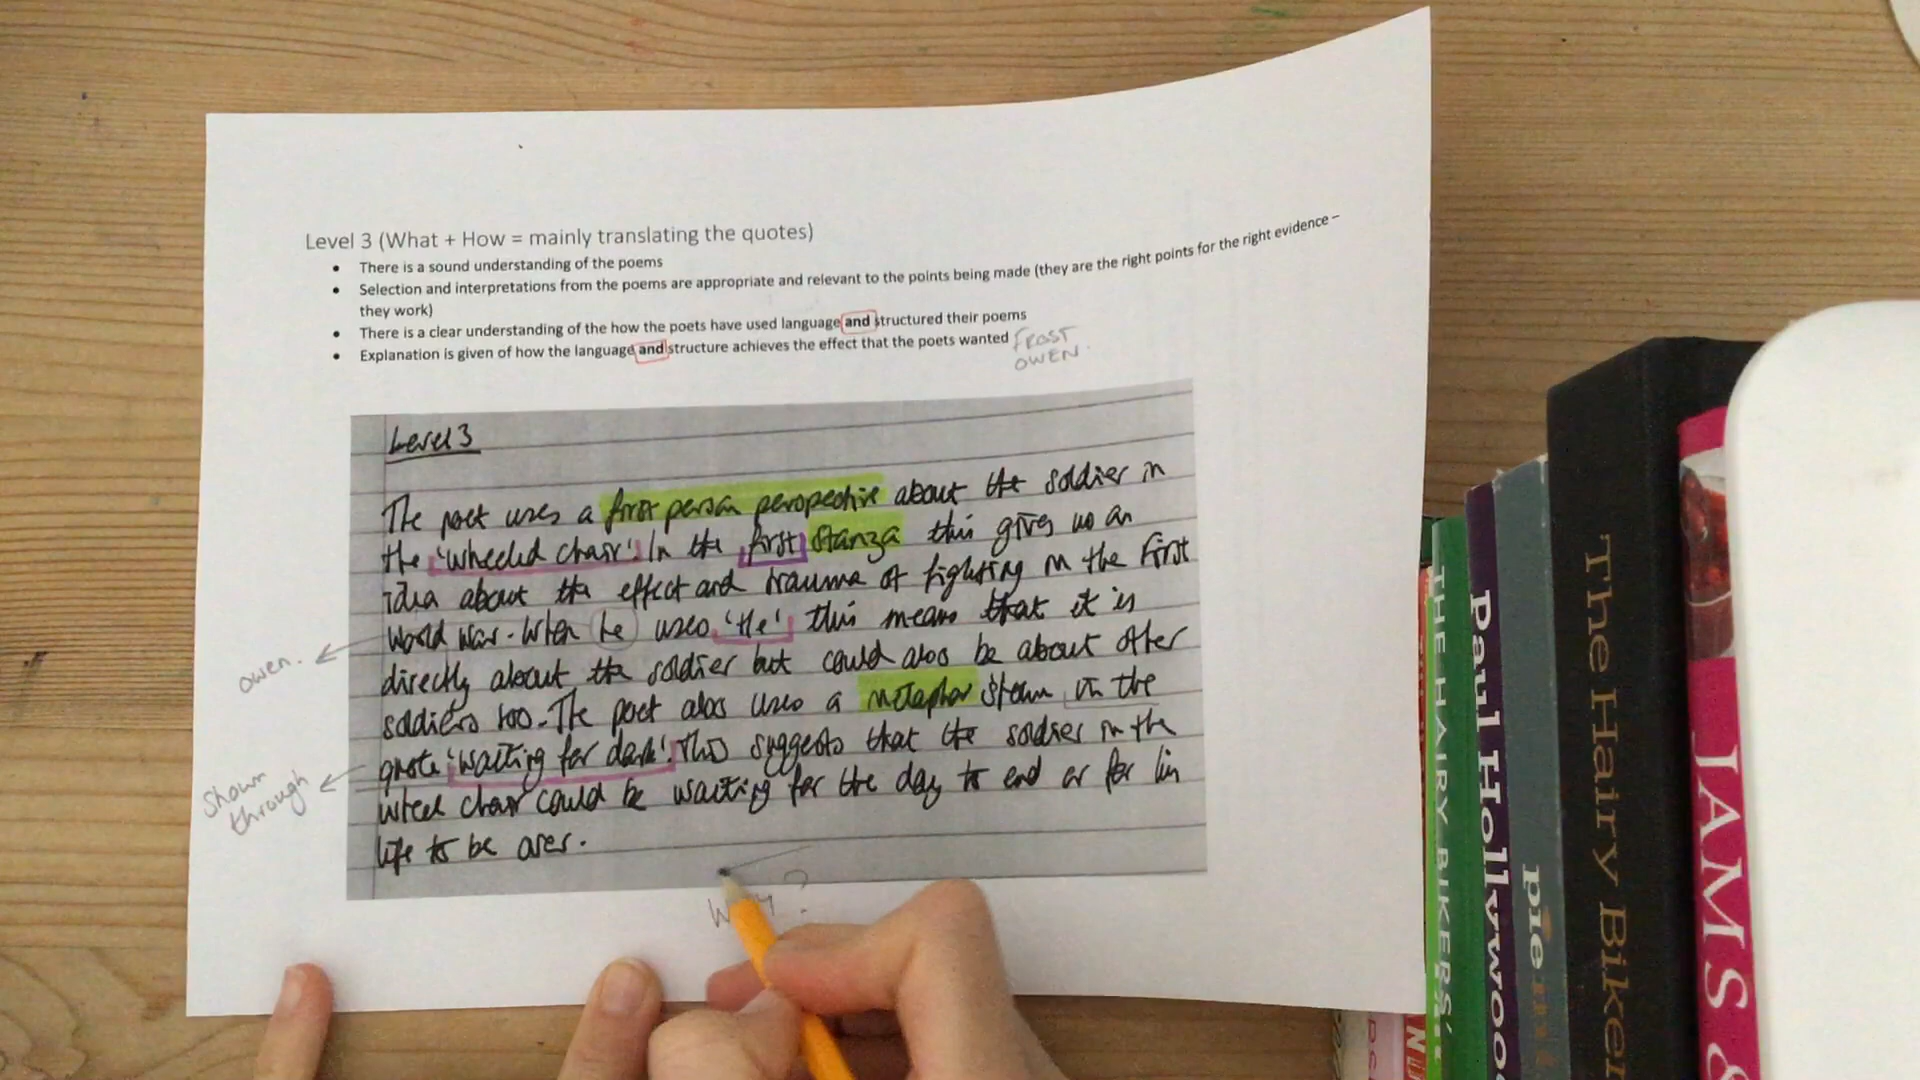 Level 3 (What + How = mainly translating the quotes)
• There is a sound understanding of the poems
• Selection and interpretations from the poems are appropriate and relevant to the points being made (they are the right points for the right evidence –
they work)
• There is a clear understanding of the how the poets have used language and structured their poems
• Explanation is given of how the language and structure achieves the effect that the poets wanted
FROST
OWEN.
Level 3
The poet uses a first person perspective about the soldier in
the 'wheeled chair'. In the first stanza this gives us an
idea about the effect and trauma of fighting in the First
World War. When he uses 'He' this means that it is
directly about the soldier but could also be about other
soldiers too. The poet also uses a metaphor shown in the
quote 'waiting for dark'. This suggests that the soldier in the
wheel chair could be waiting for the day to end or for his
life to be over.
owen.
shown
through
WHY?
THE HAIRY BIKERS'
Paul Hollywoo
pie
The Hairy Biker
JAMS &